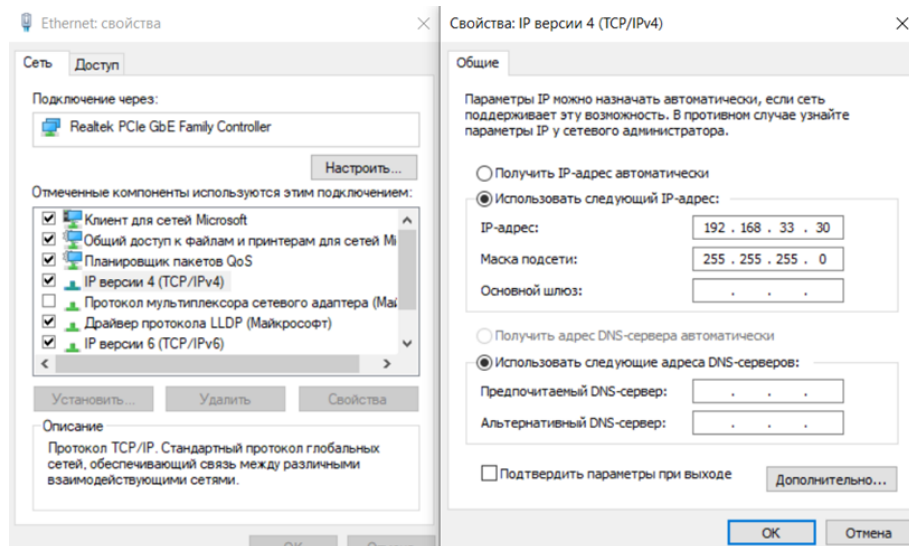 Ethernet: свойства
Сеть Доступ
Подключение через:
Realtek PCIe GbE Family Controller
Настроить...
Отмеченные компоненты используются этим подключением:
Клиент для сетей Microsoft
Общий доступ к файлам и принтерам для сетей Mi
Планировщик пакетов QoS
IP версии 4 (TCP/IPv4)
Протокол мультиплексора сетевого адаптера (Май
Драйвер протокола LLDP (Майкрософт)
IP версии 6 (TCP/IPv6)
Установить... Удалить Свойства
Описание
Протокол TCP/IP. Стандартный протокол глобальных
сетей, обеспечивающий связь между различными
взаимодействующими сетями.
ОК Отмена
Свойства: IP версии 4 (TCP/IPv4)
Общие
Параметры IP можно назначать автоматически, если сеть
поддерживает эту возможность. В противном случае узнайте
параметры IP у сетевого администратора.
Получить IP-адрес автоматически
Использовать следующий IP-адрес:
IP-адрес: 192 . 168 . 33 . 30
Маска подсети: 255 . 255 . 255 . 0
Основной шлюз: . . .
Получить адрес DNS-сервера автоматически
Использовать следующие адреса DNS-серверов:
Предпочитаемый DNS-сервер: . . .
Альтернативный DNS-сервер: . . .
Подтвердить параметры при выходе
Дополнительно...
ОК Отмена